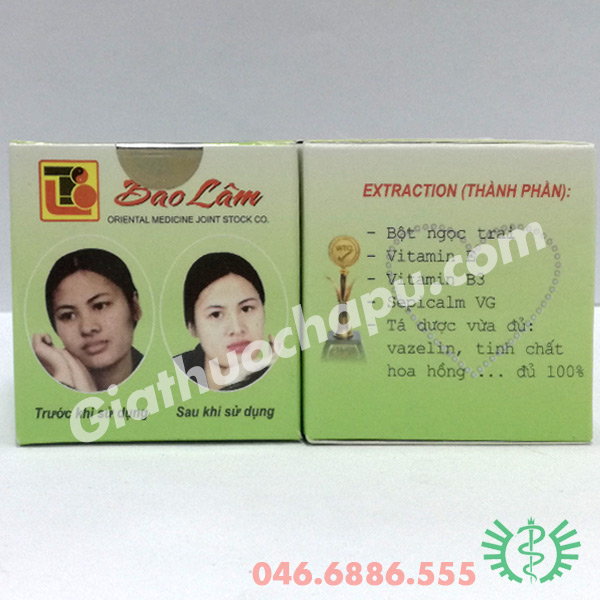 Bao Lâm
ORIENTAL MEDICINE JOINT STOCK CO.
Trước khi sử dụng
Sau khi sử dụng
EXTRACTION (THÀNH PHẦN):
- Bột ngọc trai
- Vitamin E
- Vitamin B3
- Sepicalm VG
Tá dược vừa đủ:
vazelin, tinh chất
hoa hồng ... đủ 100%
WTO
Giathuochapu.com
046.6886.555